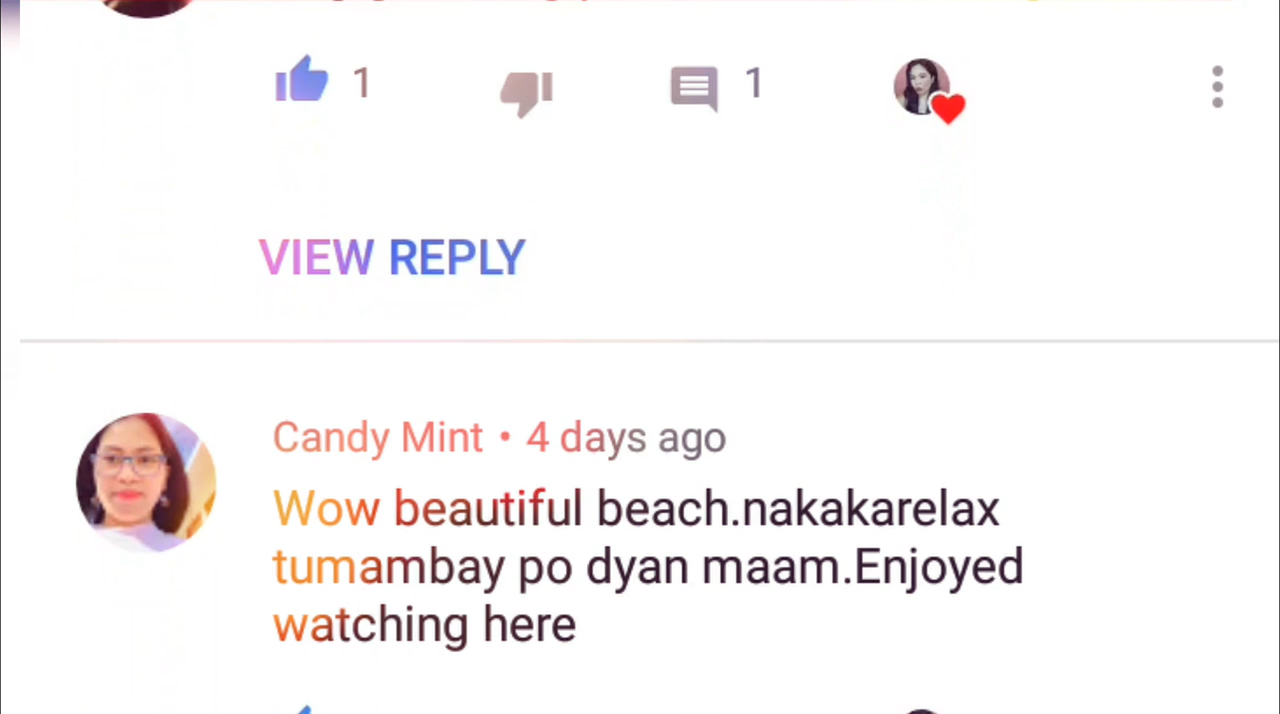 1 1
VIEW REPLY
Candy Mint • 4 days ago
Wow beautiful beach.nakakarelax
tumambay po dyan maam.Enjoyed
watching here